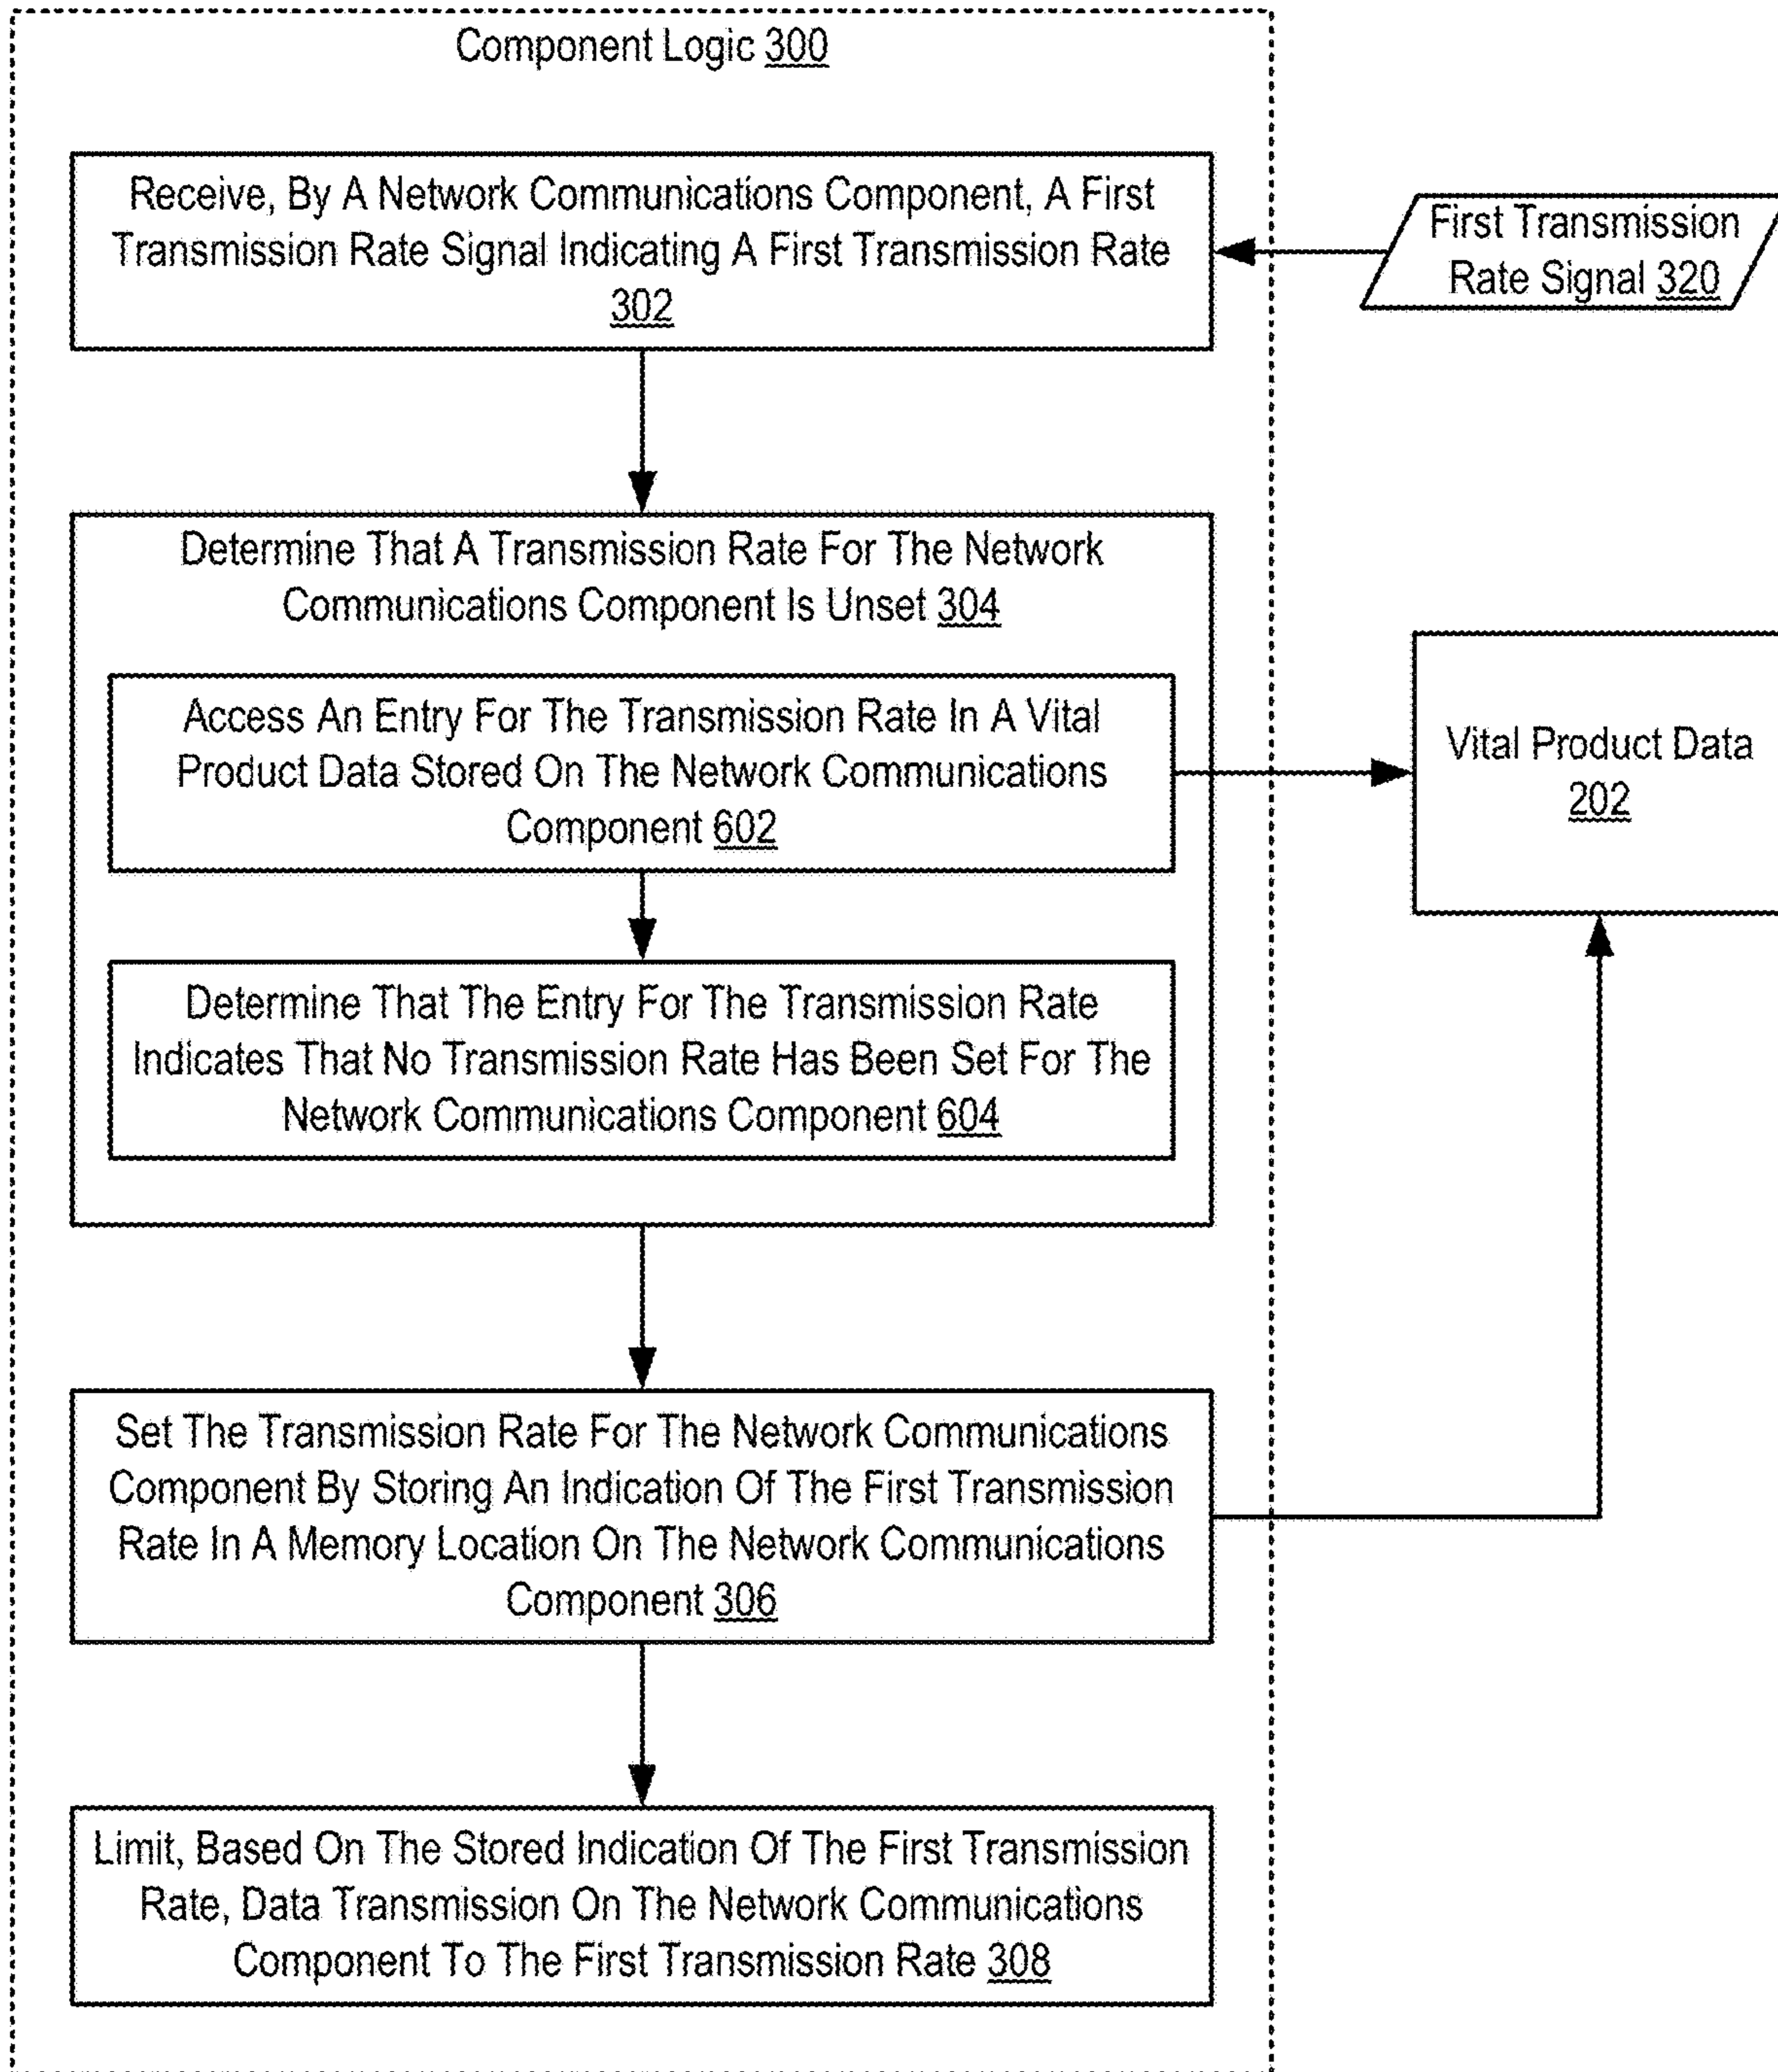 Component Logic 300
Receive, By A Network Communications Component, A First
Transmission Rate Signal Indicating A First Transmission Rate
302
First Transmission
Rate Signal 320
Determine That A Transmission Rate For The Network
Communications Component Is Unset 304
Access An Entry For The Transmission Rate In A Vital
Product Data Stored On The Network Communications
Component 602
Vital Product Data
202
Determine That The Entry For The Transmission Rate
Indicates That No Transmission Rate Has Been Set For The
Network Communications Component 604
Set The Transmission Rate For The Network Communications
Component By Storing An Indication Of The First Transmission
Rate In A Memory Location On The Network Communications
Component 306
Limit, Based On The Stored Indication Of The First Transmission
Rate, Data Transmission On The Network Communications
Component To The First Transmission Rate 308